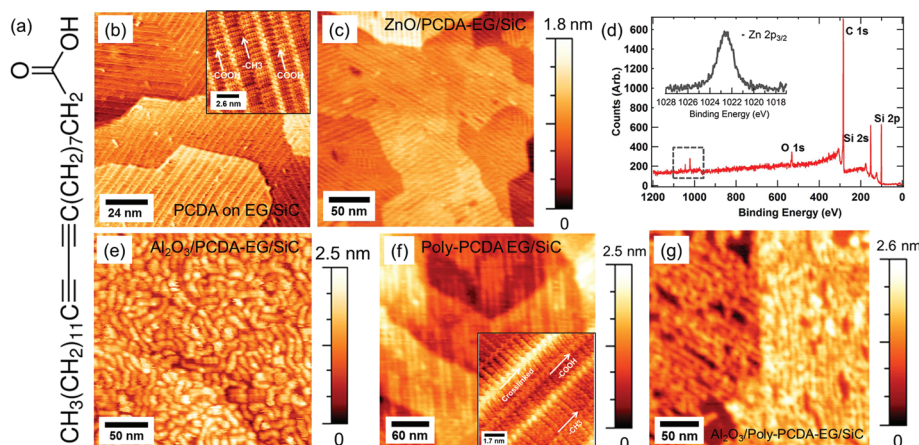 (a)
OH
O
CH₃(CH₂)₁₁C≡C—C≡C(CH₂)₇CH₂
(b)
-COOH
-CH3
-COOH
2.6 nm
24 nm
PCDA on EG/SiC
(c)
ZnO/PCDA-EG/SiC
50 nm
1.8 nm
0
(d)
Counts (Arb.)
600
500
400
300
200
100
0
C 1s
- Zn 2p3/2
1028 1026 1024 1022 1020 1018
Binding Energy (eV)
O 1s
Si 2s
Si 2p
1200 1000 800 600 400 200 0
Binding Energy (eV)
(e)
Al₂O₃/PCDA-EG/SiC
50 nm
2.5 nm
0
(f)
Poly-PCDA EG/SiC
60 nm
Crosslinked
-COOH
-CH3
1.7 nm
2.5 nm
0
(g)
50 nm
Al₂O₃/Poly-PCDA-EG/SiC
2.6 nm
0